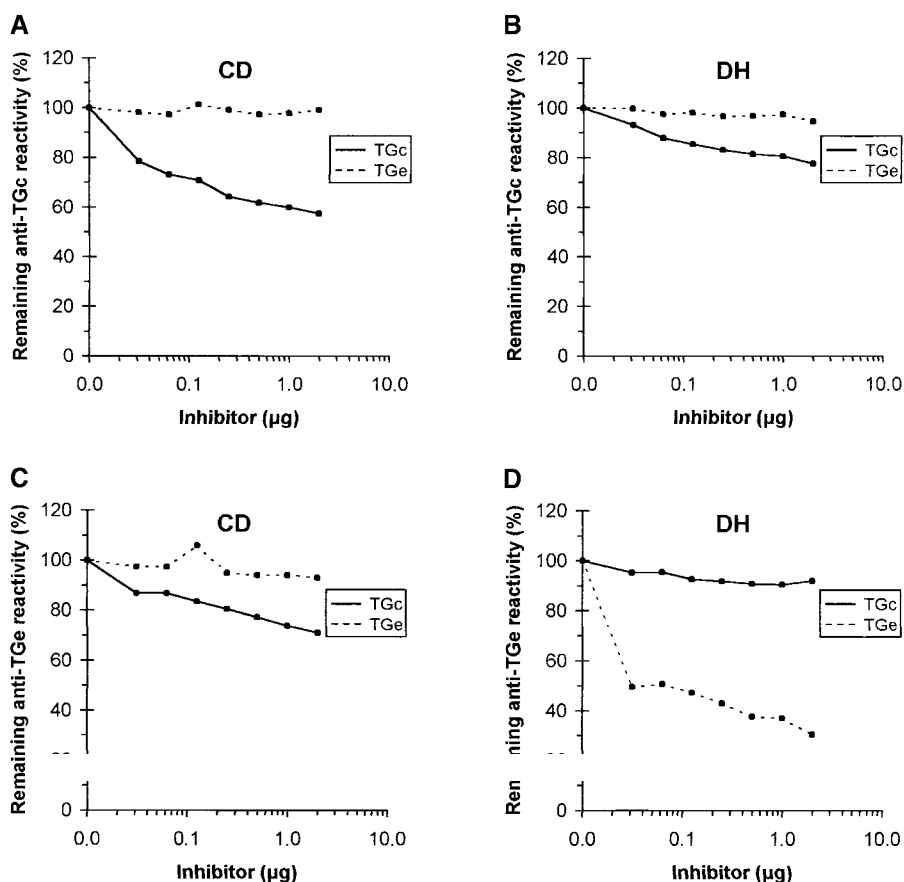 A
CD
Remaining anti-TGc reactivity (%)
120
100
80
60
40
20
0
0.0 0.1 1.0 10.0
Inhibitor (µg)
TGc
TGe
B
DH
Remaining anti-TGc reactivity (%)
120
100
80
60
40
20
0
0.0 0.1 1.0 10.0
Inhibitor (µg)
TGc
TGe
C
CD
Remaining anti-TGe reactivity (%)
120
100
80
60
40
0
0.0 0.1 1.0 10.0
Inhibitor (µg)
TGc
TGe
D
DH
Ren ning anti-TGe reactivity (%)
120
100
80
60
40
0
0.0 0.1 1.0 10.0
Inhibitor (µg)
TGc
TGe